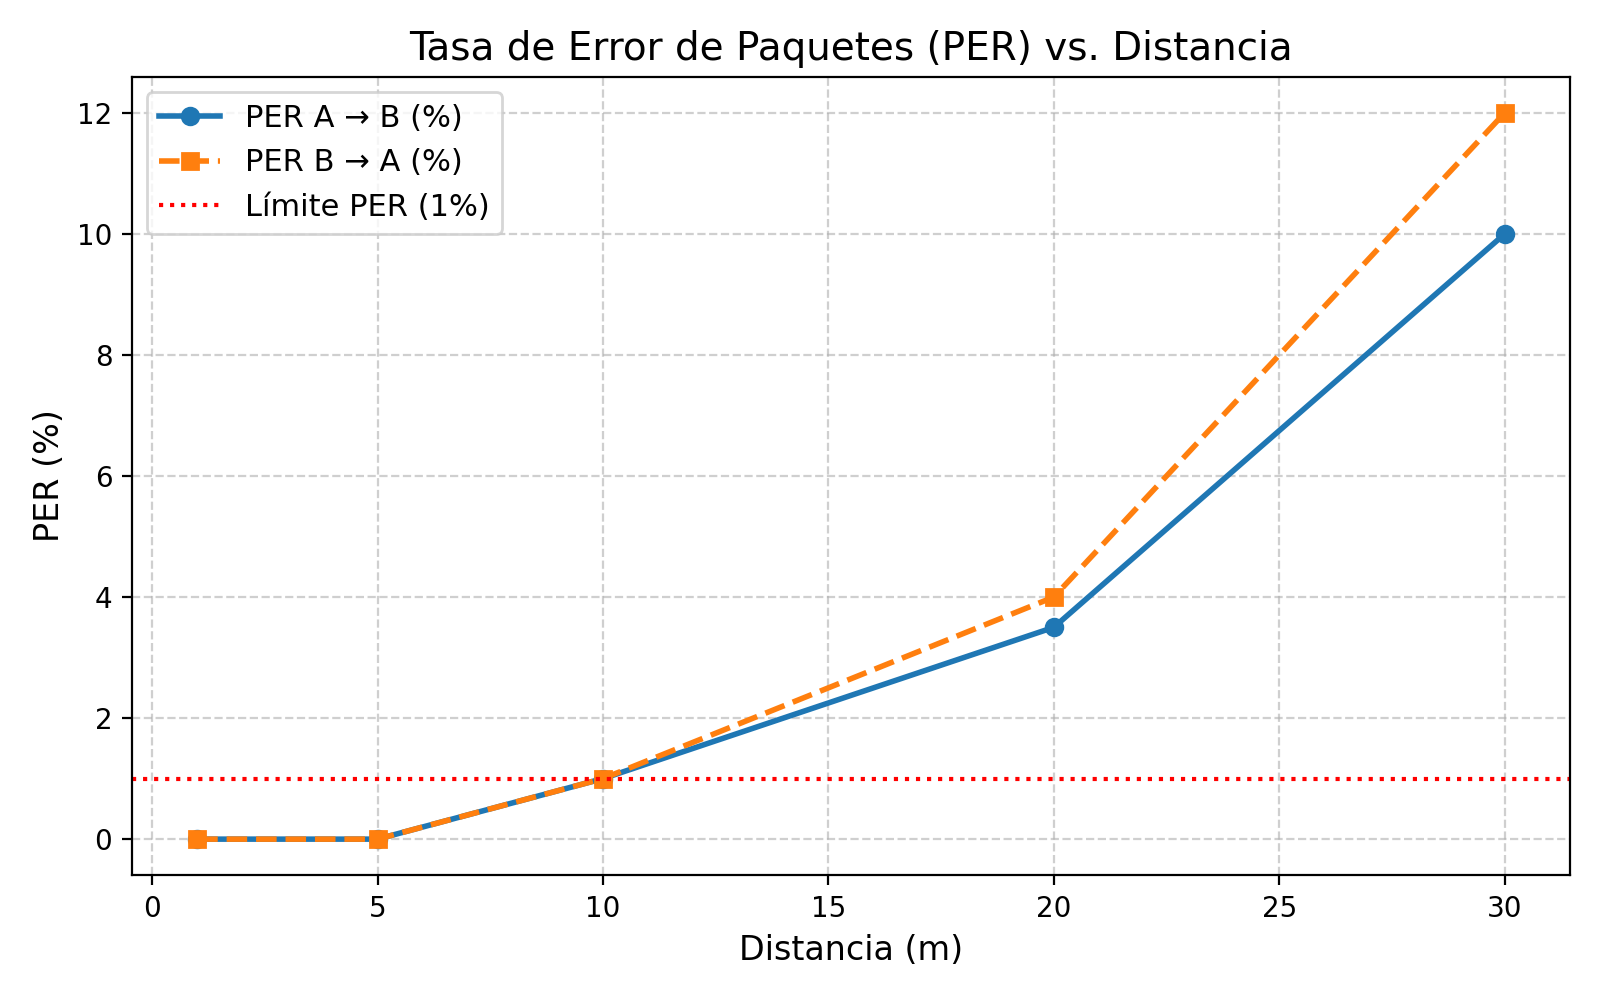 Tasa de Error de Paquetes (PER) vs. Distancia
PER A → B (%)
PER B → A (%)
Límite PER (1%)
PER (%)
12
10
8
6
4
2
0
0 5 10 15 20 25 30
Distancia (m)